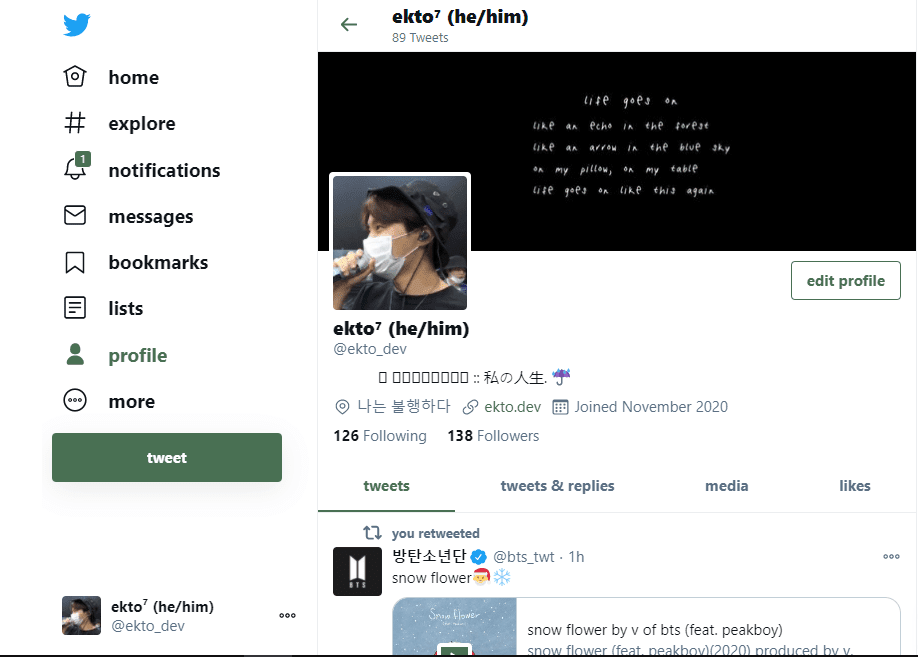 ekto⁷ (he/him)
89 Tweets
home
explore
1
notifications
messages
bookmarks
lists
profile
more
tweet
ekto⁷ (he/him)
@ekto_dev
life goes on
like an echo in the forest
like an arrow in the blue sky
on my pillow, on my table
life goes on like this again
edit profile
ekto⁷ (he/him)
@ekto_dev
:: 私の人生. ☔
나는 불행하다 ekto.dev Joined November 2020
126 Following 138 Followers
tweets tweets & replies media likes
you retweeted
방탄소년단 @bts_twt · 1h
snow flower🎅❄️
BTS
Snow Flower
snow flower by v of bts (feat. peakboy)
snow flower (feat. peakboy)(2020) produced by v,